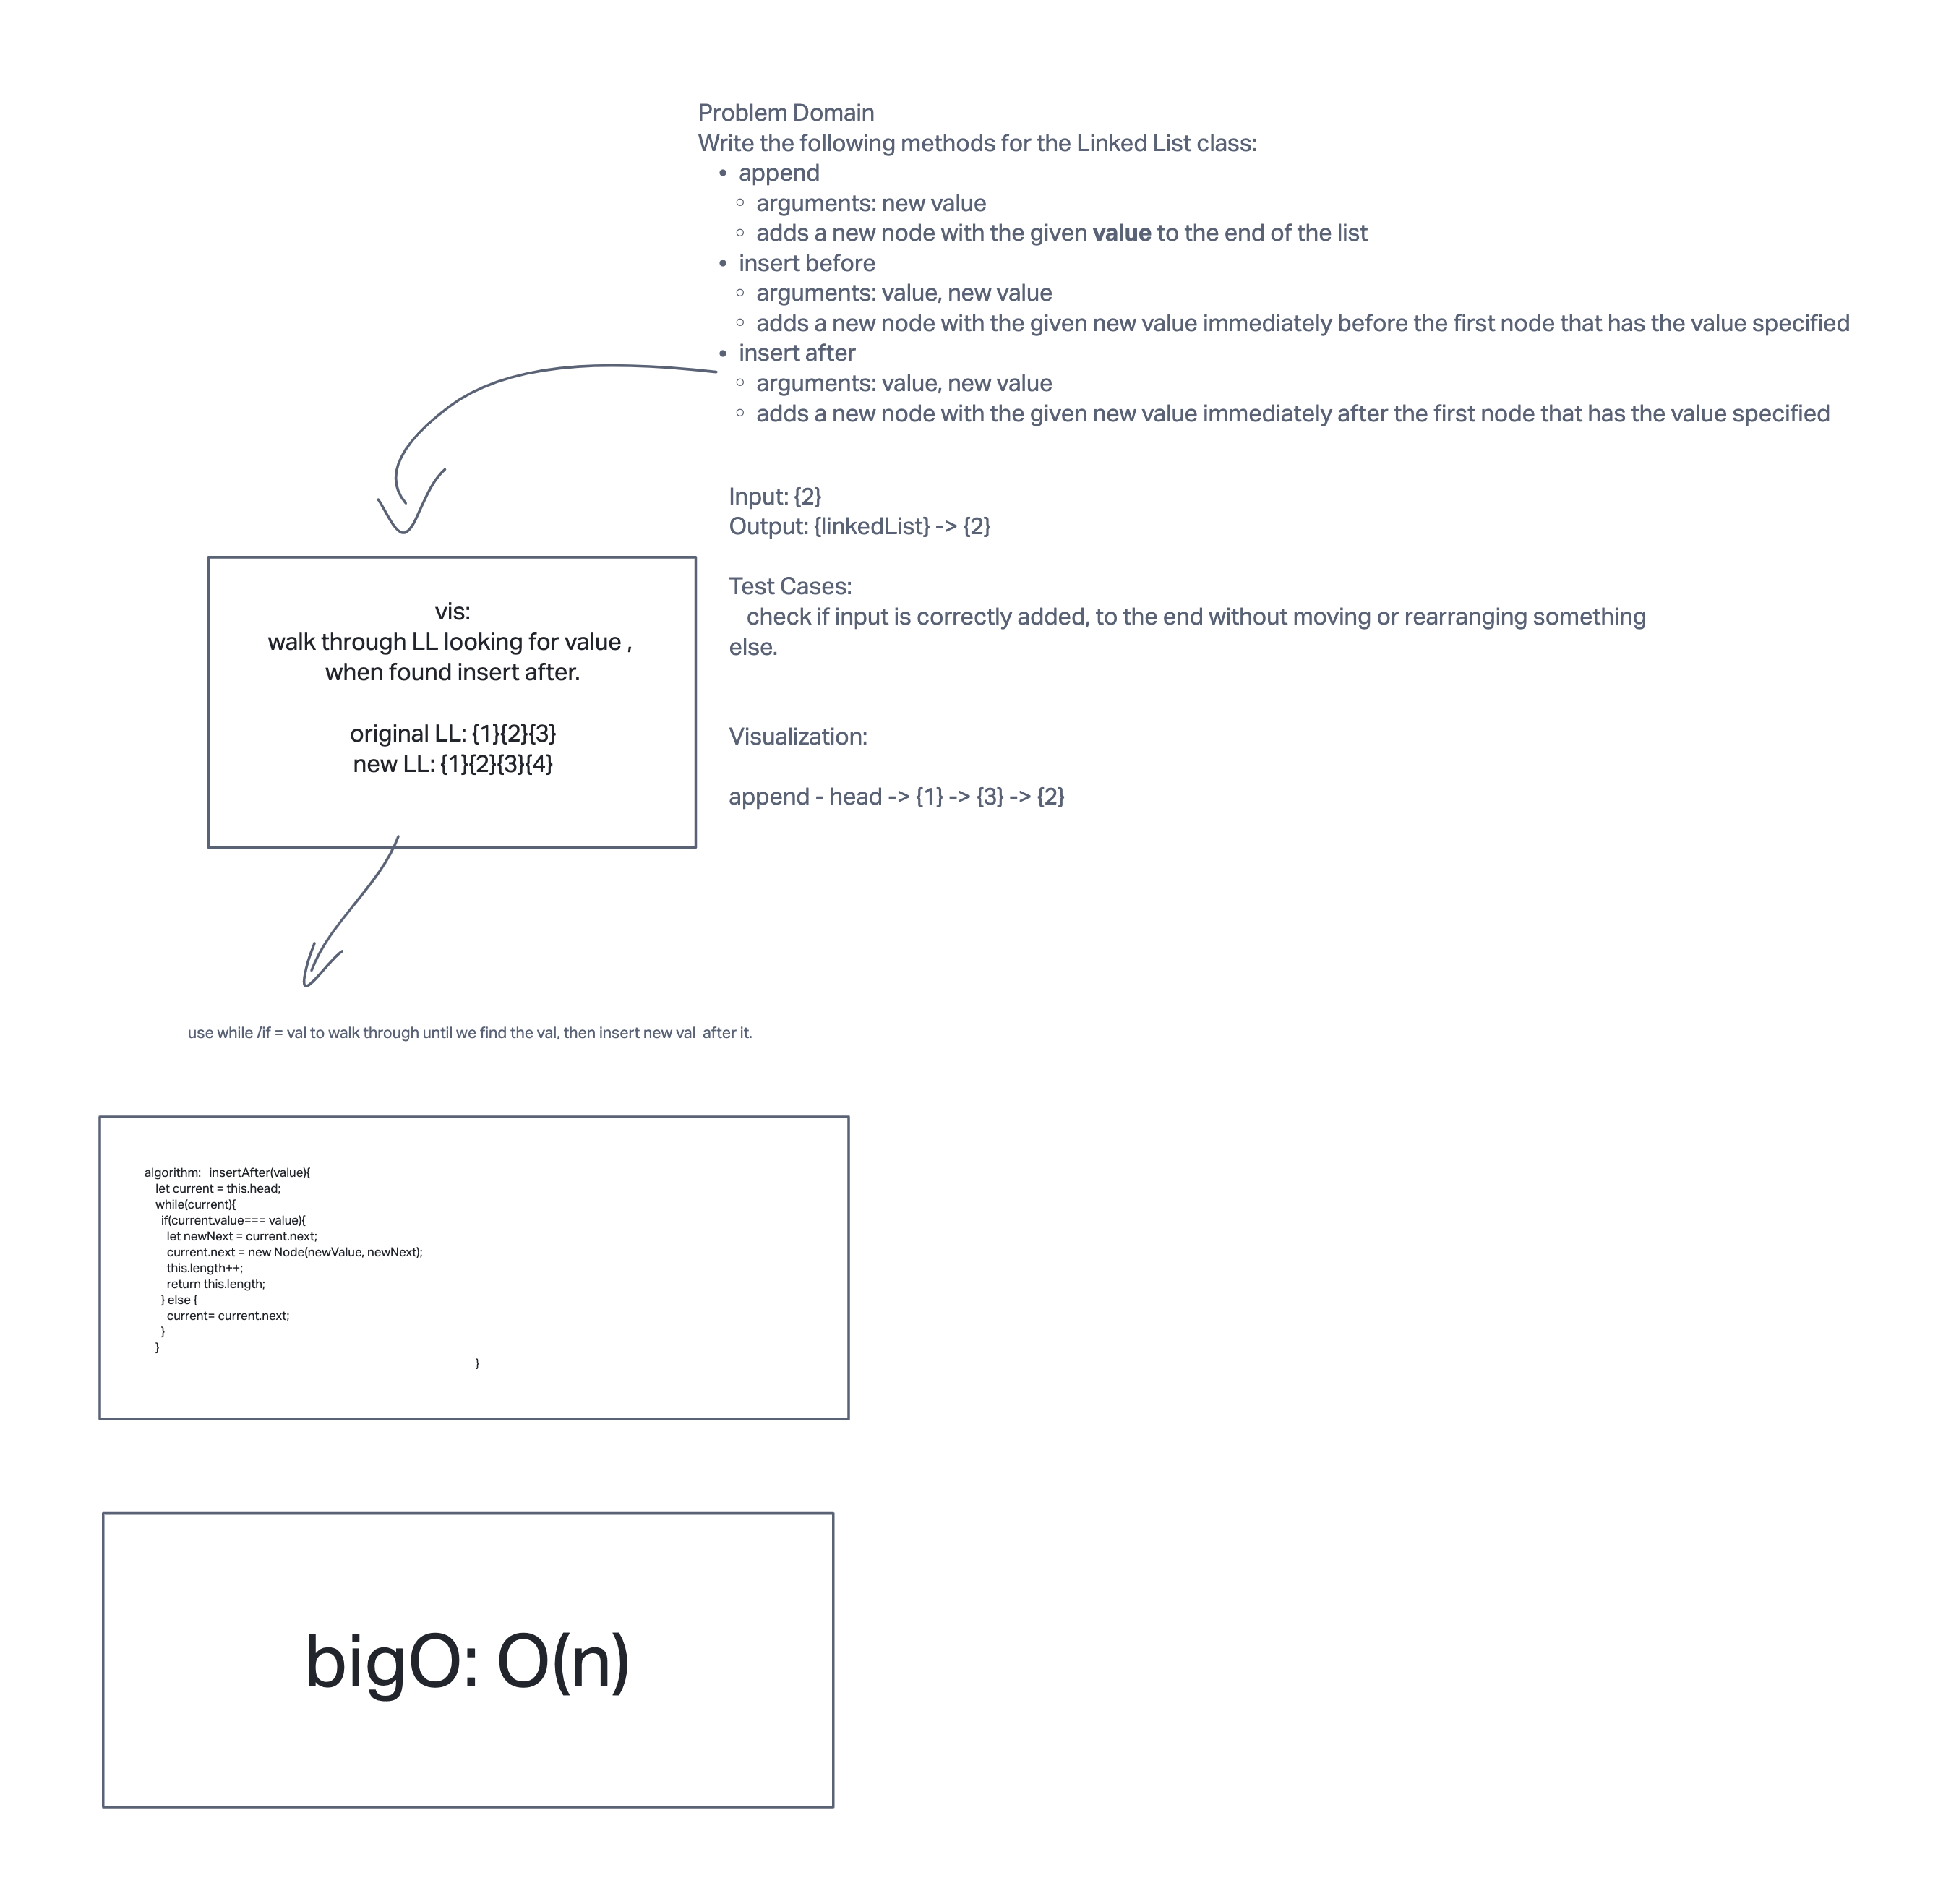 Problem Domain
Write the following methods for the Linked List class:
• append
◦ arguments: new value
◦ adds a new node with the given value to the end of the list
• insert before
◦ arguments: value, new value
◦ adds a new node with the given new value immediately before the first node that has the value specified
• insert after
◦ arguments: value, new value
◦ adds a new node with the given new value immediately after the first node that has the value specified
Input: {2}
Output: {linkedList} -> {2}
Test Cases:
check if input is correctly added, to the end without moving or rearranging something
else.
Visualization:
append - head -> {1} -> {3} -> {2}
vis:
walk through LL looking for value ,
when found insert after.
original LL: {1}{2}{3}
new LL: {1}{2}{3}{4}
use while /if = val to walk through until we find the val, then insert new val  after it.
algorithm:  insertAfter(value){
let current = this.head;
while(current){
if(current.value=== value){
let newNext = current.next;
current.next = new Node(newValue, newNext);
this.length++;
return this.length;
} else {
current= current.next;
}
}
}
bigO: O(n)